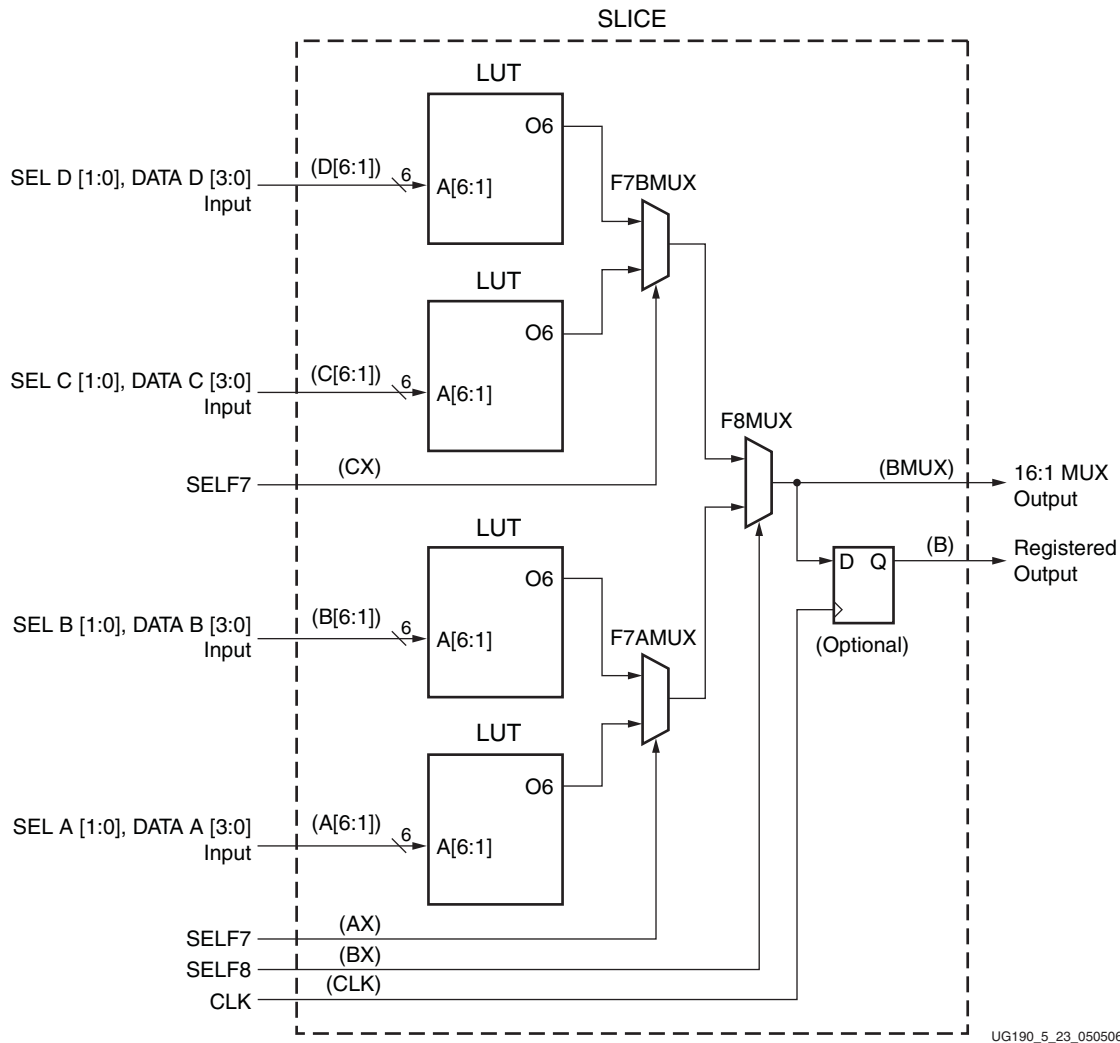 SLICE
LUT
O6
SEL D [1:0], DATA D [3:0]
Input
(D[6:1])
6
A[6:1]
F7BMUX
LUT
O6
SEL C [1:0], DATA C [3:0]
Input
(C[6:1])
6
A[6:1]
F8MUX
SELF7
(CX)
(BMUX)
16:1 MUX
Output
LUT
O6
D Q
(B)
Registered
Output
SEL B [1:0], DATA B [3:0]
Input
(B[6:1])
6
A[6:1]
F7AMUX
(Optional)
LUT
O6
SEL A [1:0], DATA A [3:0]
Input
(A[6:1])
6
A[6:1]
SELF7
(AX)
SELF8
(BX)
CLK
(CLK)
UG190_5_23_050506